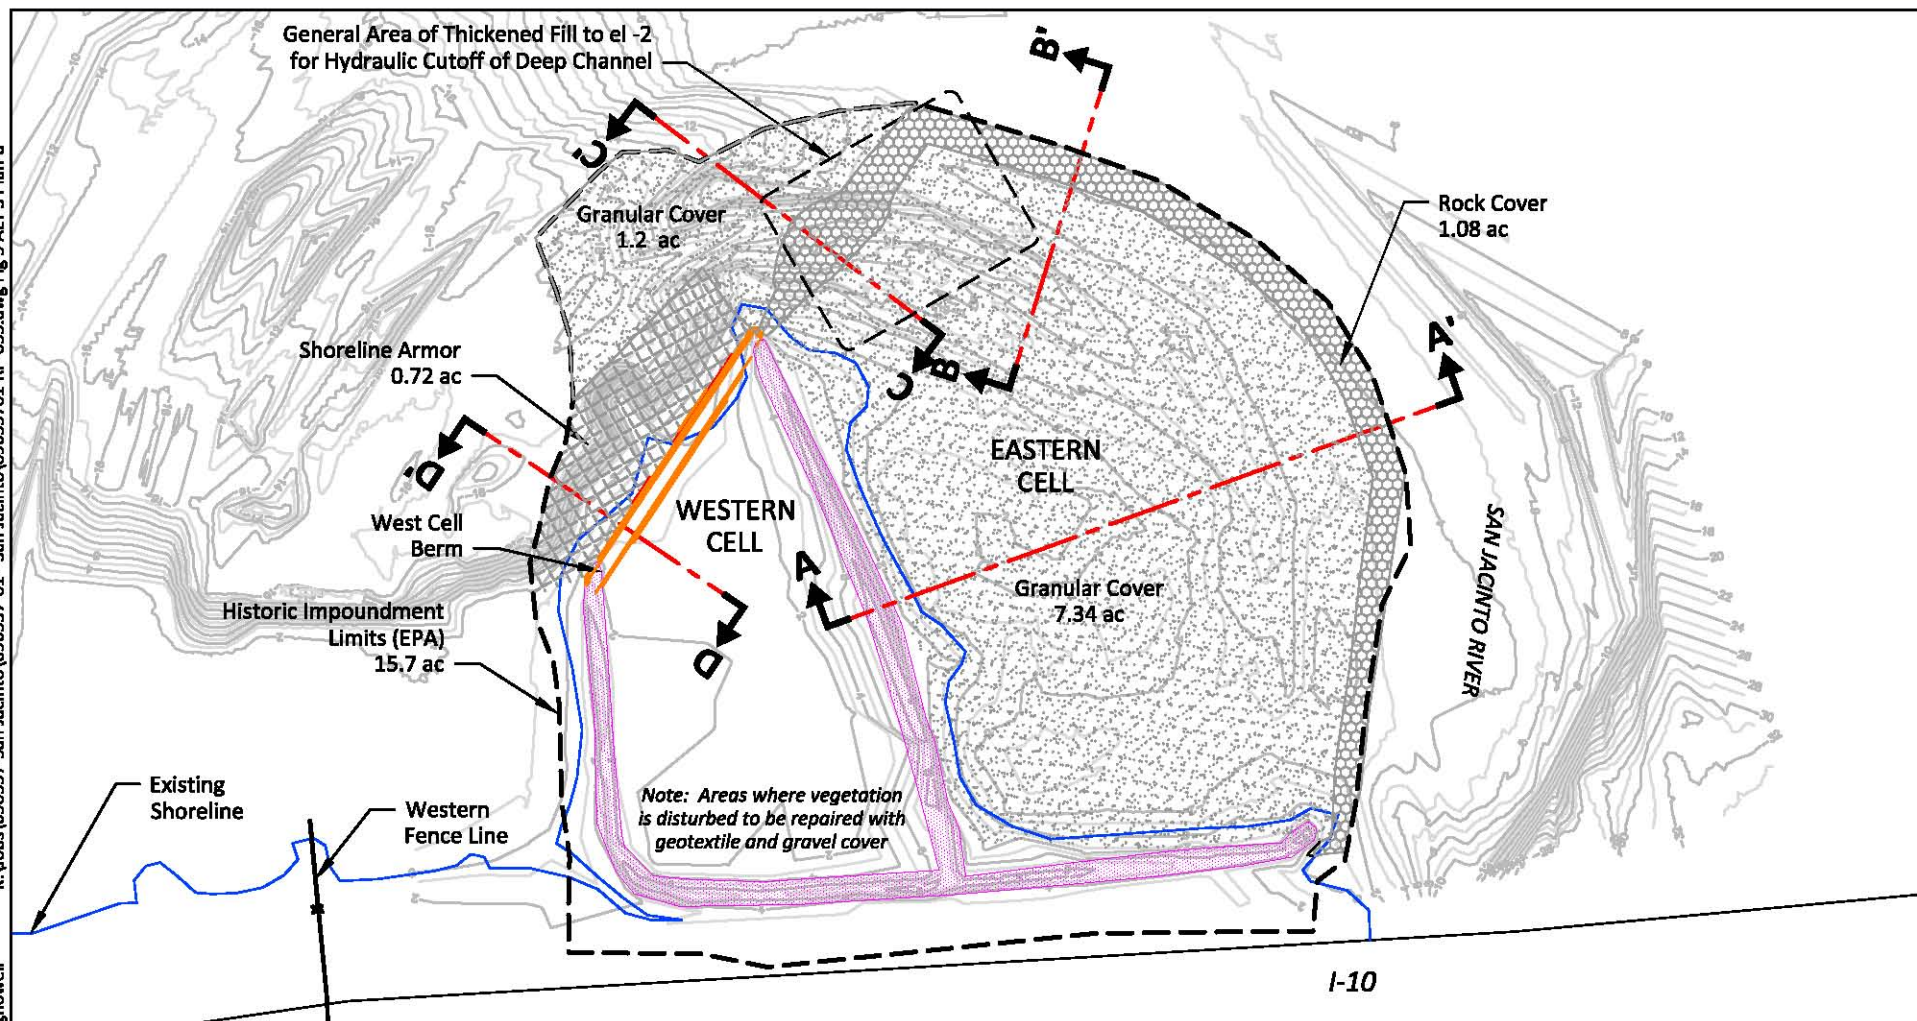 General Area of Thickened Fill to el -2
for Hydraulic Cutoff of Deep Channel
B'
C'
Granular Cover
1.2 ac
Rock Cover
1.08 ac
A'
Shoreline Armor
0.72 ac
C
B
D'
EASTERN
CELL
West Cell
Berm
WESTERN
CELL
A
SAN JACINTO RIVER
Granular Cover
7.34 ac
Historic Impoundment
Limits (EPA)
15.7 ac
D
Existing
Shoreline
Western
Fence Line
Note: Areas where vegetation
is disturbed to be repaired with
geotextile and gravel cover
I-10